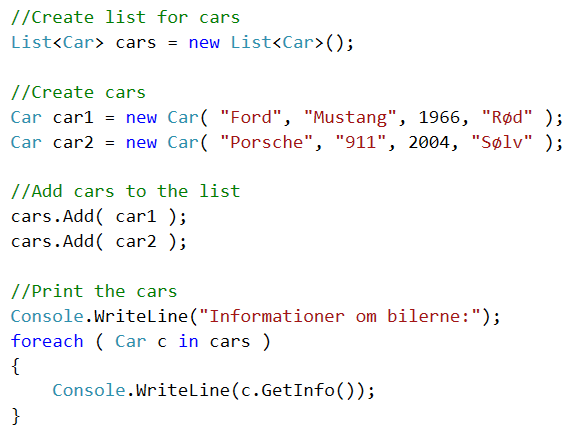 //Create list for cars
List<Car> cars = new List<Car>();
//Create cars
Car car1 = new Car( "Ford", "Mustang", 1966, "Rød" );
Car car2 = new Car( "Porsche", "911", 2004, "Sølv" );
//Add cars to the list
cars.Add( car1 );
cars.Add( car2 );
//Print the cars
Console.WriteLine("Informationer om bilerne:");
foreach ( Car c in cars )
{
    Console.WriteLine(c.GetInfo());
}